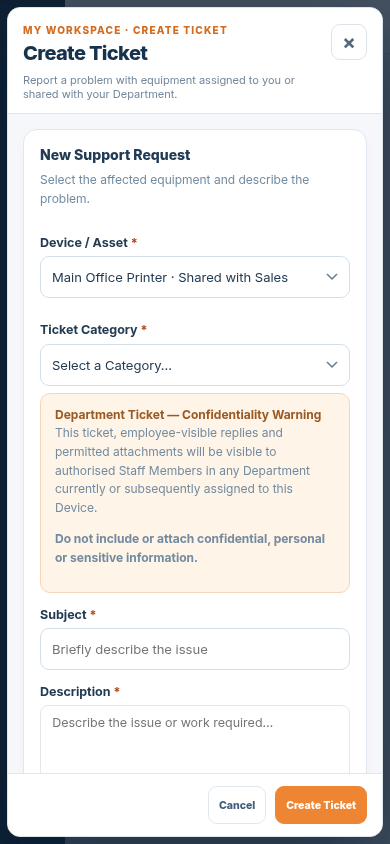 MY WORKSPACE · CREATE TICKET
Create Ticket
Report a problem with equipment assigned to you or
shared with your Department.
×
New Support Request
Select the affected equipment and describe the
problem.
Device / Asset *
Main Office Printer · Shared with Sales
Ticket Category *
Select a Category...
Department Ticket — Confidentiality Warning
This ticket, employee-visible replies and
permitted attachments will be visible to
authorised Staff Members in any Department
currently or subsequently assigned to this
Device.
Do not include or attach confidential, personal
or sensitive information.
Subject *
Briefly describe the issue
Description *
Describe the issue or work required...
Cancel
Create Ticket